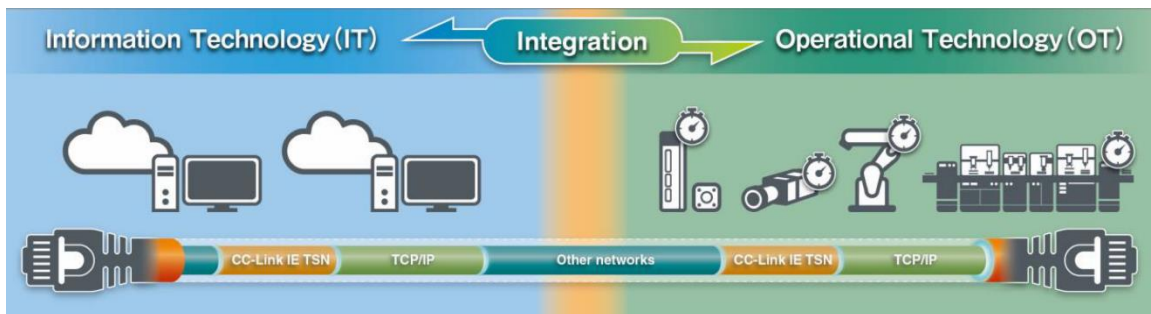 Information Technology(IT)
Integration
Operational Technology(OT)
CC-Link IE TSN
TCP/IP
Other networks
CC-Link IE TSN
TCP/IP